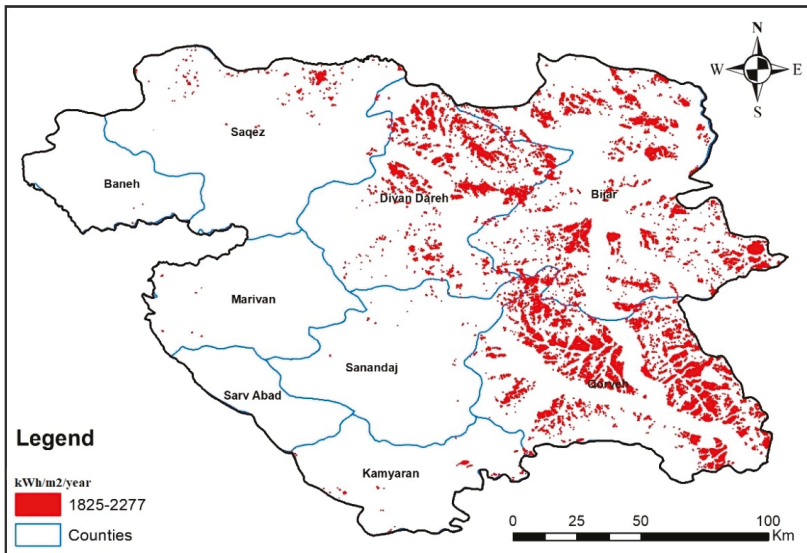 N
W E
S
Saqez
Baneh
Divan Dareh
Bijar
Marivan
Sanandaj
Sarv Abad
Qorveh
Kamyaran
Legend
kWh/m2/year
1825-2277
Counties
0 25 50 100
Km